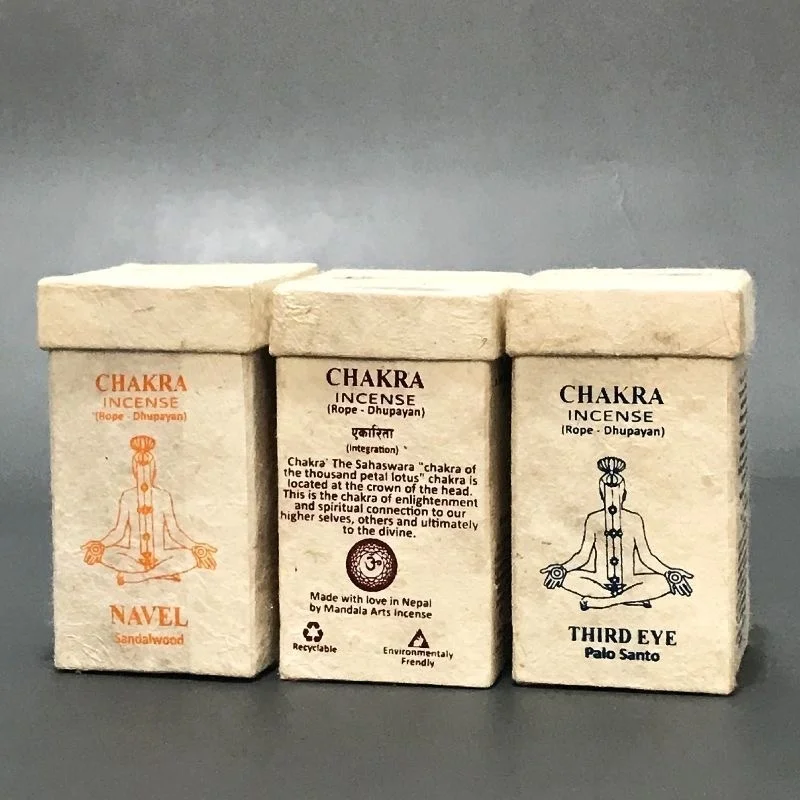 CHAKRA
INCENSE
(Rope - Dhupayan)
NAVEL
Sandalwood
CHAKRA
INCENSE
(Rope - Dhupayan)
एकारिता
(Integration)
Chakra' The Sahaswara "chakra of
the thousand petal lotus" chakra is
located at the crown of the head.
This is the chakra of enlightenment
and spiritual connection to our
higher selves, others and ultimately
to the divine.
ॐ
Made with love in Nepal
by Mandala Arts Incense
Recyclable
Environmentaly
Frendly
CHAKRA
INCENSE
(Rope - Dhupayan)
THIRD EYE
Palo Santo